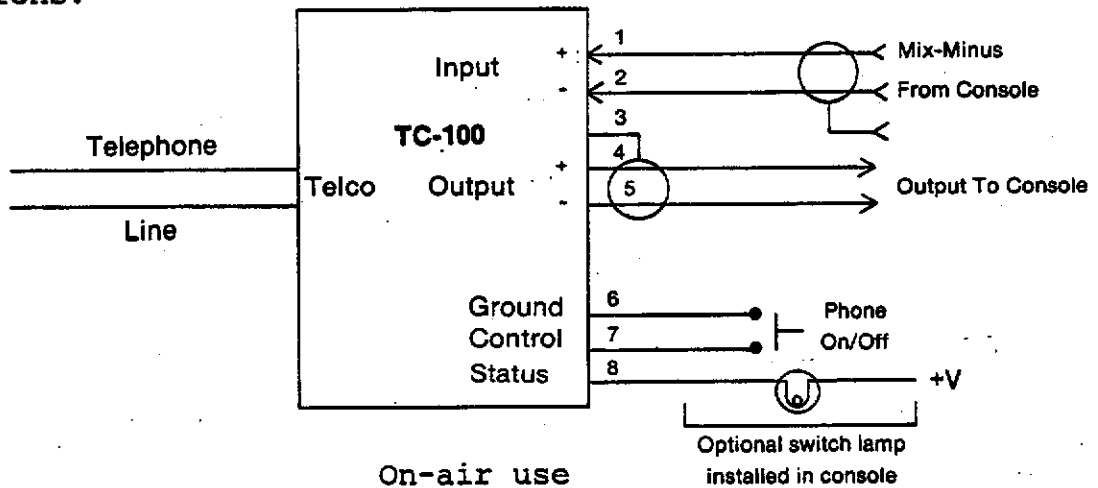 1
+
Mix-Minus
Input
2
-
From Console
3
TC-100
4
Telephone
+
Telco
Output
5
Output To Console
-
Line
Ground
6
Phone
Control
7
On/Off
Status
8
+V
Optional switch lamp
installed in console
On-air use